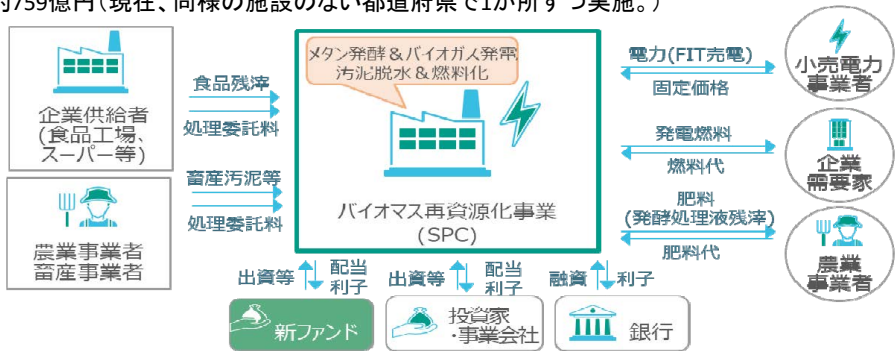 約759億円(現在、同様の施設のない都道府県で1か所ずつ実施。)
メタン発酵&バイオガス発電
汚泥脱水&燃料化
企業供給者
(食品工場、
スーパー等)
食品残渣
処理委託料
農業事業者
畜産事業者
畜産汚泥等
処理委託料
バイオマス再資源化事業
(SPC)
電力(FIT売電)
固定価格
小売電力
事業者
発電燃料
燃料代
企業
需要家
肥料
(発酵処理液残渣)
肥料代
農業
事業者
出資等
配当
利子
出資等
配当
利子
融資
利子
新ファンド
投資家
・事業会社
銀行